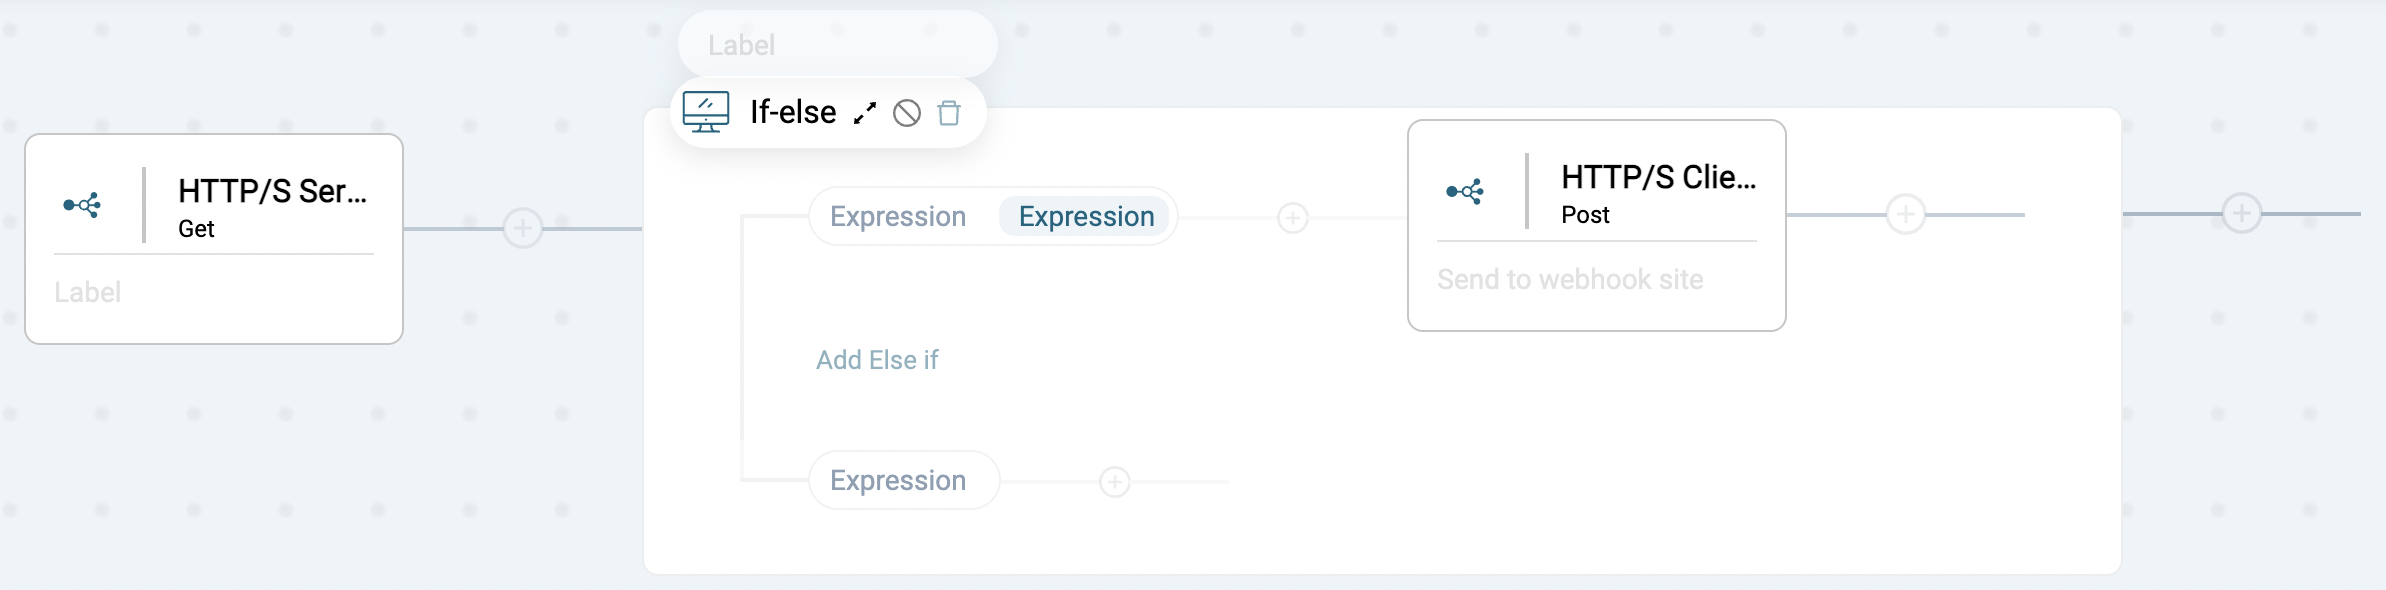 Label
If-else
HTTP/S Ser...
Get
Label
Expression Expression
HTTP/S Clie...
Post
Send to webhook site
Add Else if
Expression